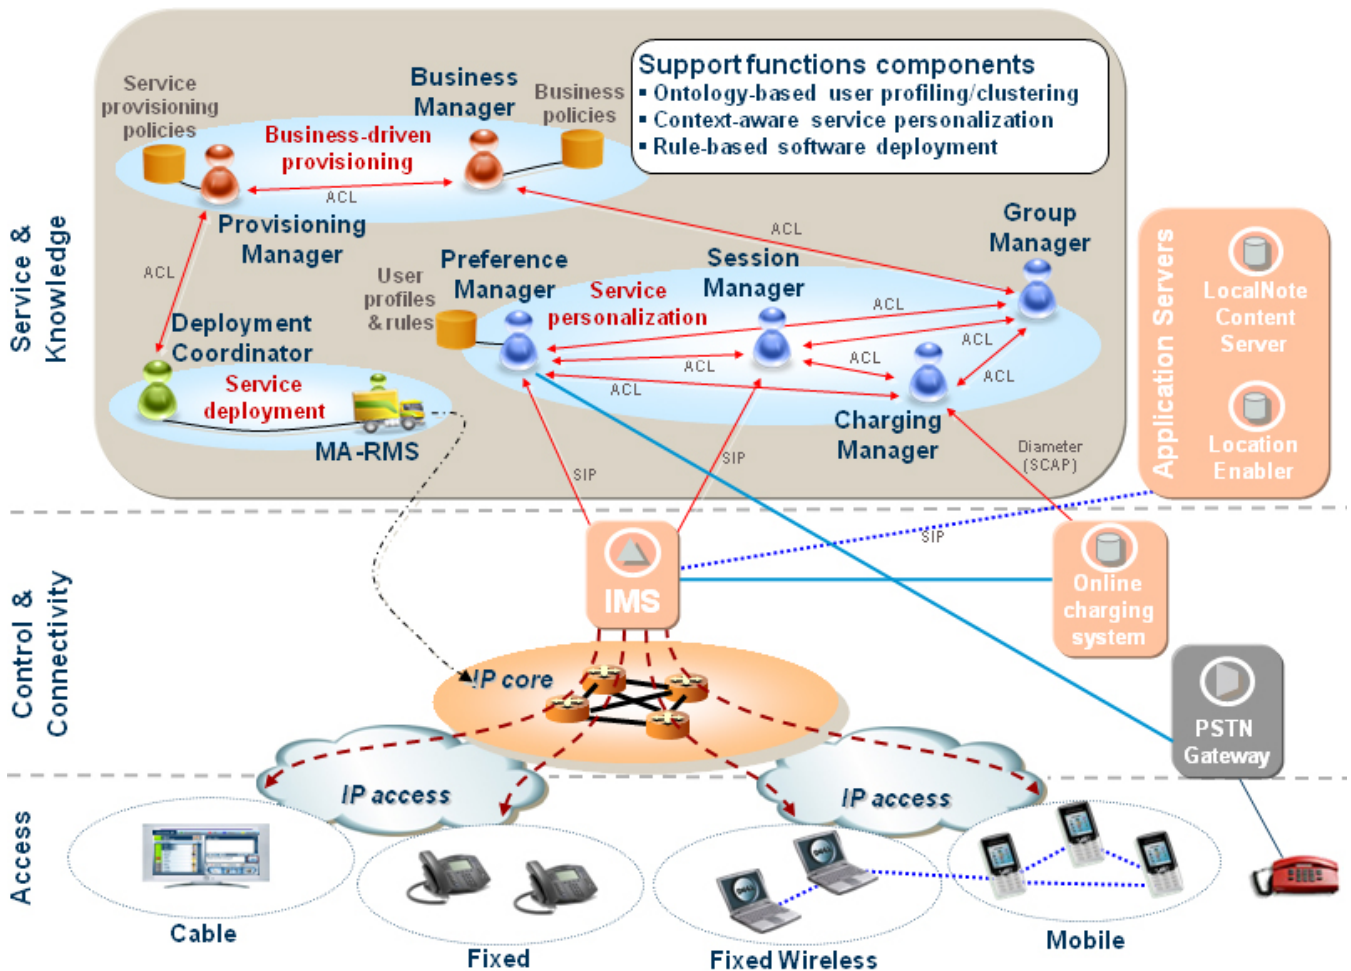 Service & Knowledge
Control & Connectivity
Access
Service
provisioning
policies
Business
Manager
Business
policies
Business-driven
provisioning
ACL
Provisioning
Manager
ACL
Support functions components
▪ Ontology-based user profiling/clustering
▪ Context-aware service personalization
▪ Rule-based software deployment
Group
Manager
ACL
Preference
Manager
Session
Manager
User
profiles
& rules
Service
personalization
ACL
ACL
ACL
ACL
ACL
ACL
Charging
Manager
Deployment
Coordinator
Service
deployment
MA-RMS
SIP
SIP
Diameter
(SCAP)
Application Servers
LocalNote
Content
Server
Location
Enabler
SIP
IMS
Online
charging
system
IP core
PSTN
Gateway
IP access
IP access
Cable
Fixed
DELL
DELL
Fixed Wireless
Mobile